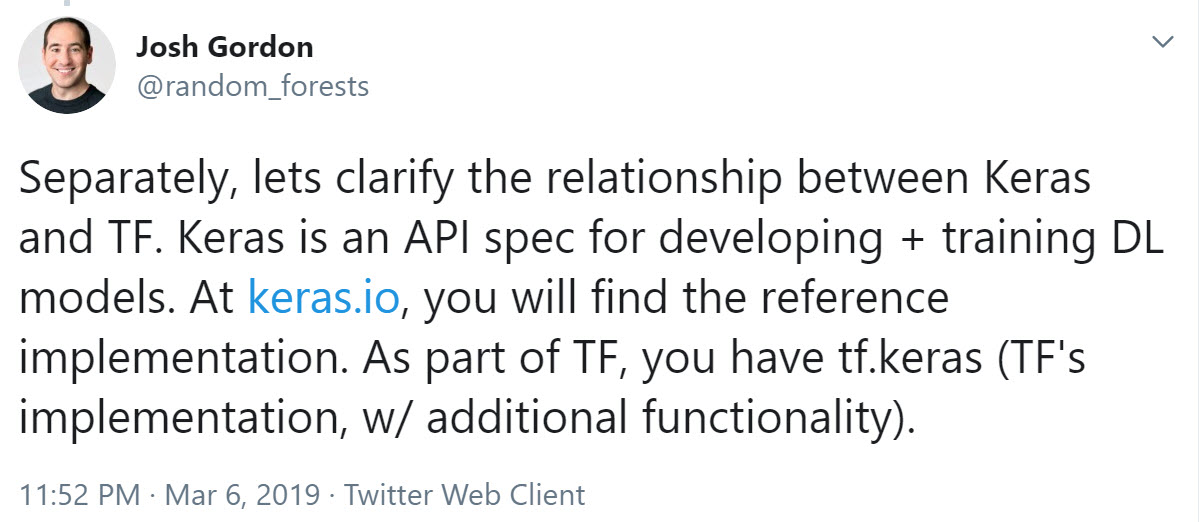 Josh Gordon
@random_forests
Separately, lets clarify the relationship between Keras
and TF. Keras is an API spec for developing + training DL
models. At keras.io, you will find the reference
implementation. As part of TF, you have tf.keras (TF's
implementation, w/ additional functionality).
11:52 PM · Mar 6, 2019 · Twitter Web Client